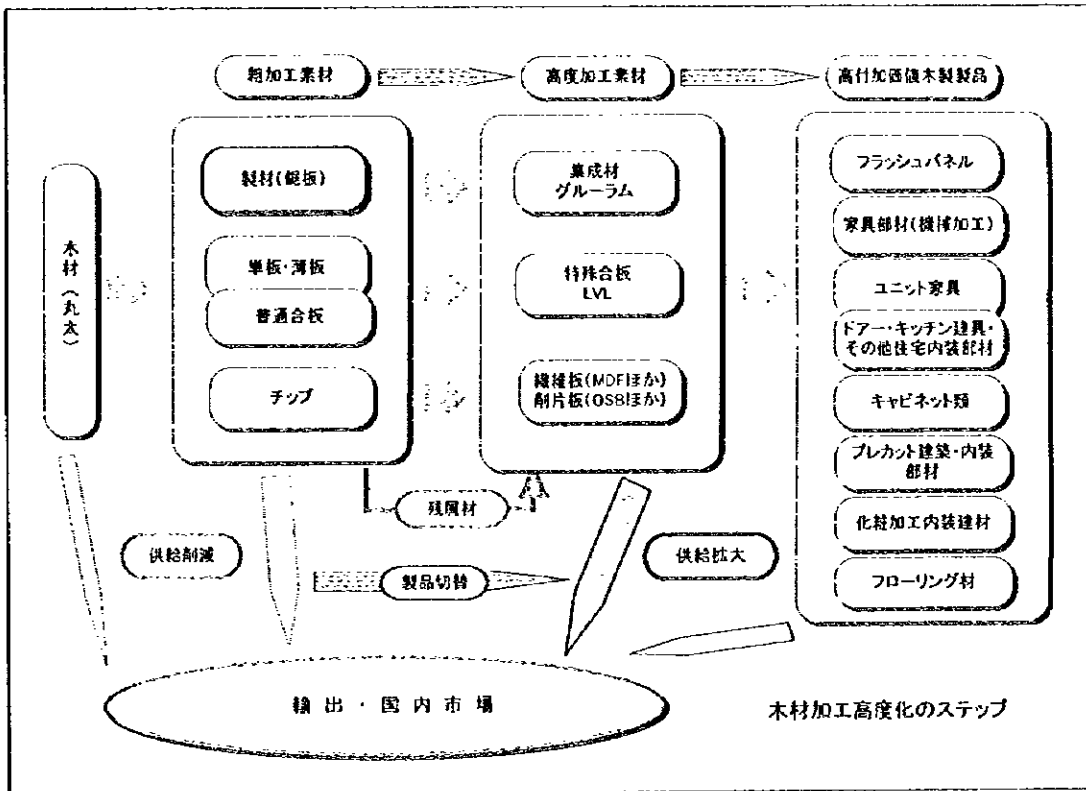 粗加工素材
高度加工素材
高付加価値木製製品
木材(丸太)
製材(鋸板)
単板・薄板
普通合板
チップ
集成材
グルーラム
特殊合板
LVL
繊維板(MDFほか)
削片板(OSBほか)
フラッシュパネル
家具部材(機械加工)
ユニット家具
ドアー・キッチン建具・
その他住宅内装部材
キャビネット類
プレカット建築・内装
部材
化粧加工内装建材
フローリング材
残屑材
供給削減
製品切替
供給拡大
輸出・国内市場
木材加工高度化のステップ